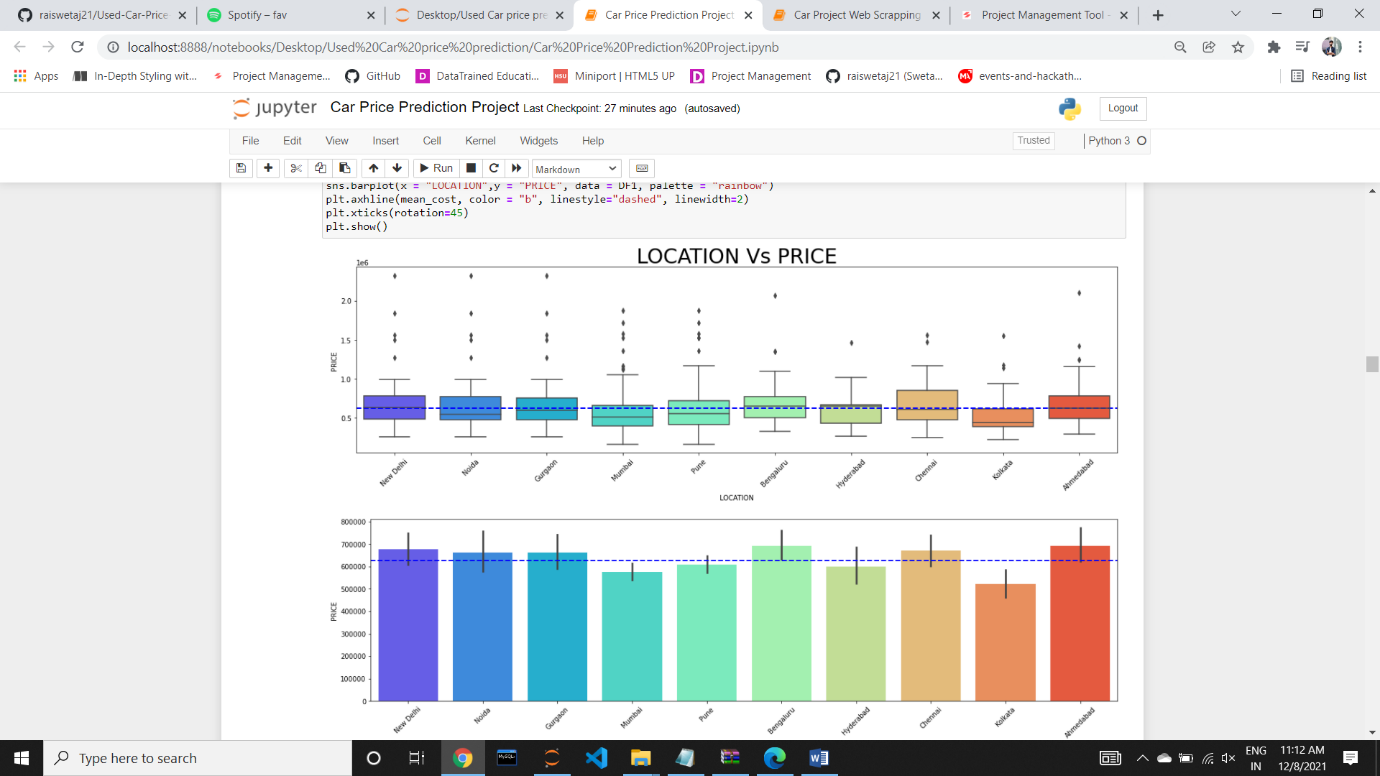 raiswetaj21/Used-Car-Price
Spotify – fav
Desktop/Used Car price pre
Car Price Prediction Project
Car Project Web Scrapping
Project Management Tool -
localhost:8888/notebooks/Desktop/Used%20Car%20price%20prediction/Car%20Price%20Prediction%20Project.ipynb
Apps
In-Depth Styling wit...
Project Manageme...
GitHub
DataTrained Educati...
Miniport | HTML5 UP
Project Management
raiswetaj21 (Sweta...
events-and-hackath...
Reading list
jupyter
Car Price Prediction Project Last Checkpoint: 27 minutes ago (autosaved)
Logout
File Edit View Insert Cell Kernel Widgets Help
Trusted
Python 3
Run
Markdown
sns.barplot(x = "LOCATION",y = "PRICE", data = DF1, palette = "rainbow")
plt.axhline(mean_cost, color = "b", linestyle="dashed", linewidth=2)
plt.xticks(rotation=45)
plt.show()
LOCATION Vs PRICE
1e6
2.0
1.5
1.0
0.5
PRICE
New Delhi
Noida
Gurgaon
Mumbai
Pune
Bengaluru
Hyderabad
Chennai
Kolkata
Ahmedabad
LOCATION
800000
700000
600000
500000
400000
300000
200000
100000
0
PRICE
New Delhi
Noida
Gurgaon
Mumbai
Pune
Bengaluru
Hyderabad
Chennai
Kolkata
Ahmedabad
Type here to search
ENG
IN
11:12 AM
12/8/2021